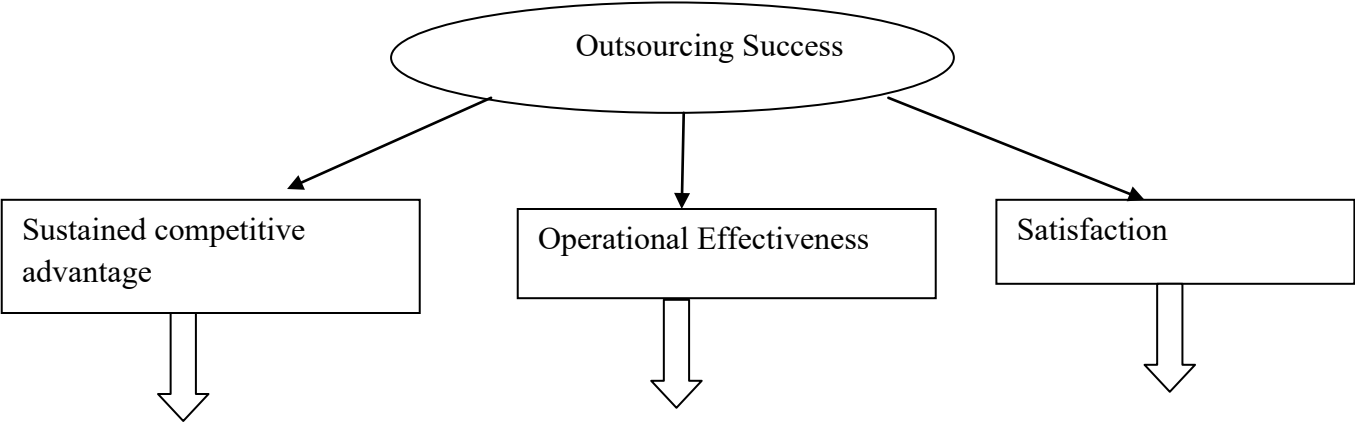 Outsourcing Success
Sustained competitive
advantage
Operational Effectiveness
Satisfaction